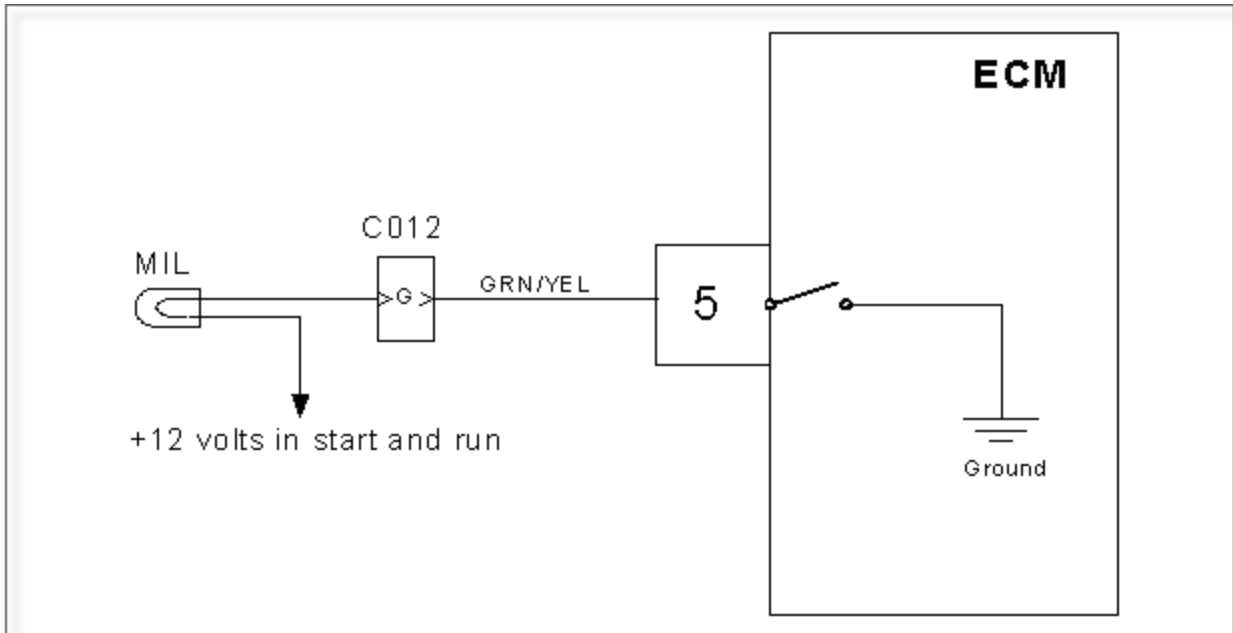 ECM
C012
MIL
G
GRN/YEL
5
+12 volts in start and run
Ground